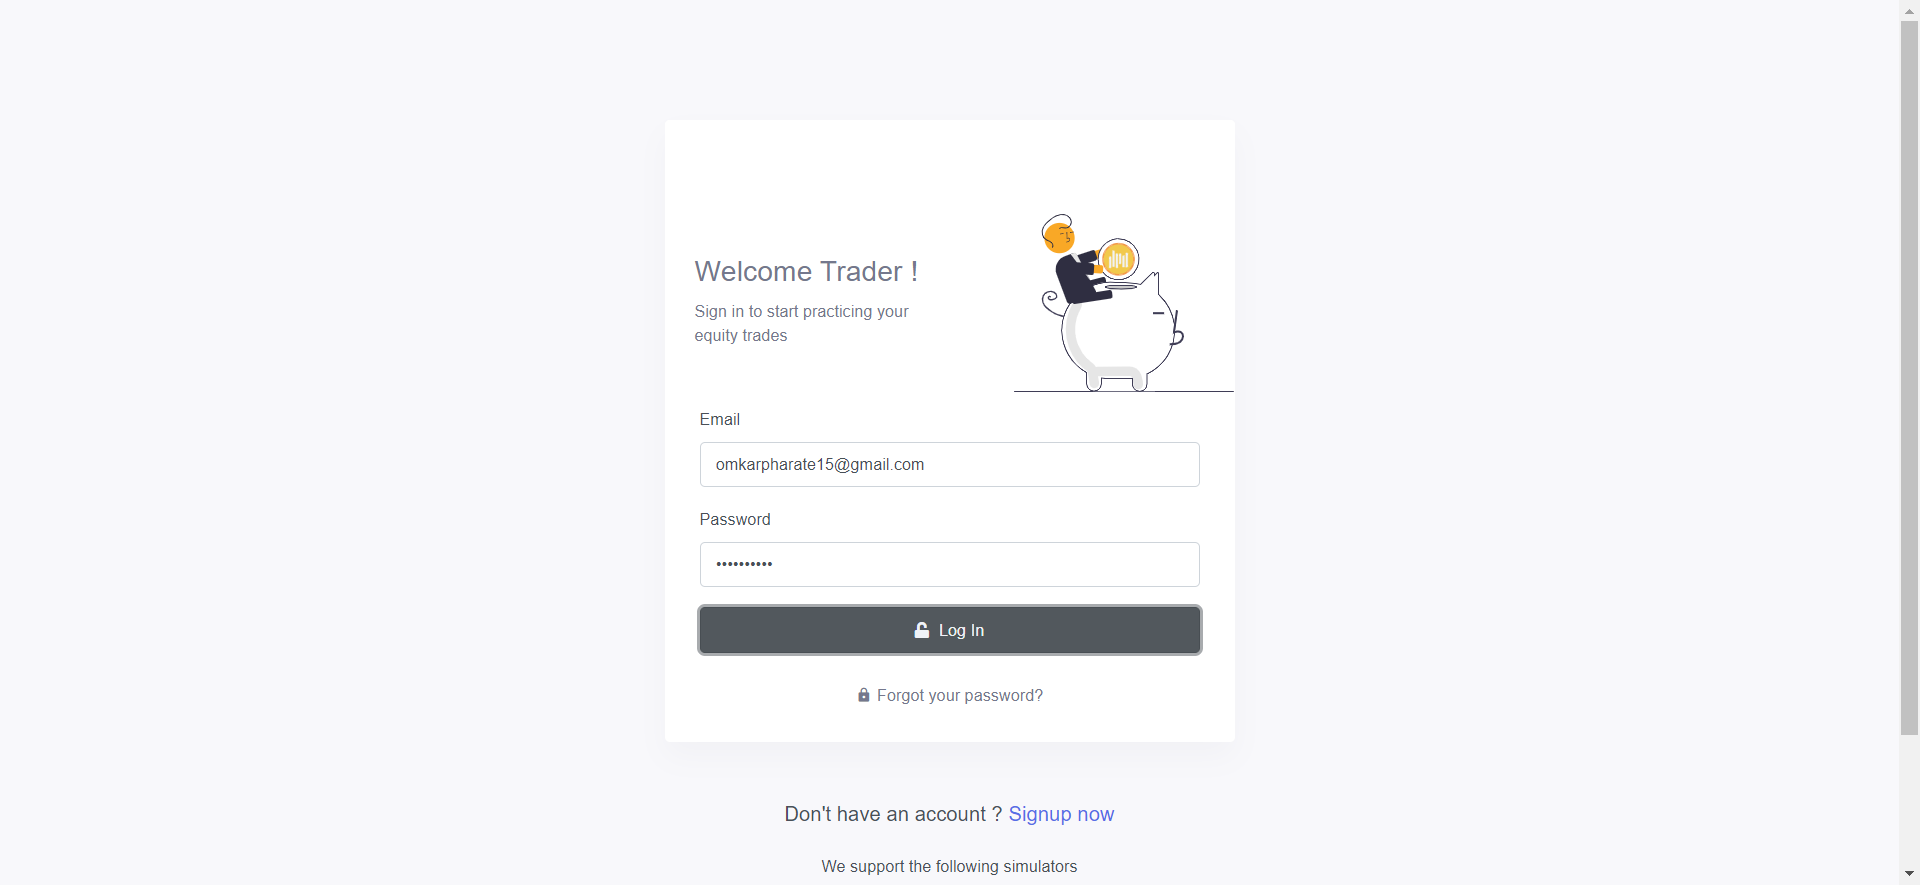 Welcome Trader !
Sign in to start practicing your
equity trades
Email
omkarpharate15@gmail.com
Password
••••••••••
Log In
Forgot your password?
Don't have an account ? Signup now
We support the following simulators